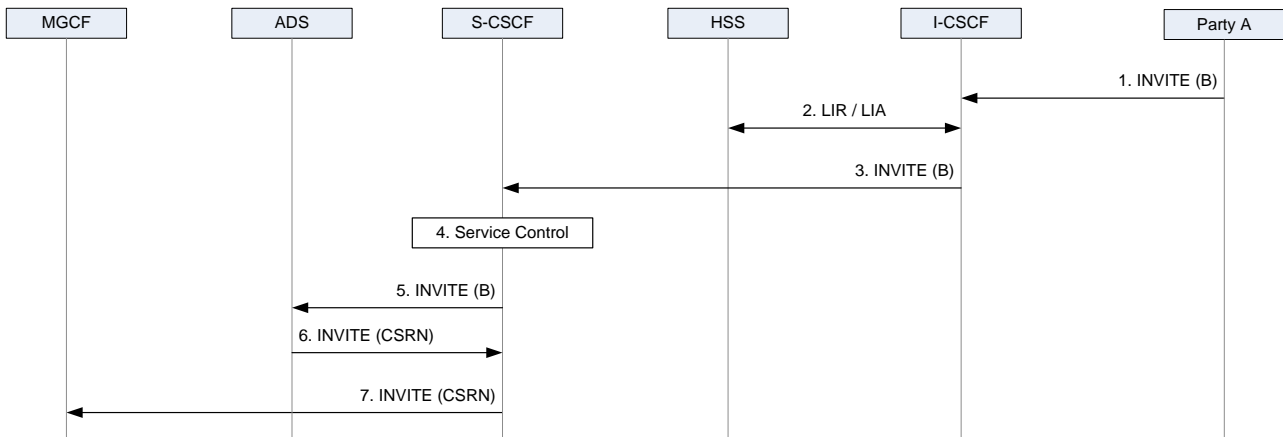 MGCF
ADS
S-CSCF
HSS
I-CSCF
Party A
1. INVITE (B)
2. LIR / LIA
3. INVITE (B)
4. Service Control
5. INVITE (B)
6. INVITE (CSRN)
7. INVITE (CSRN)